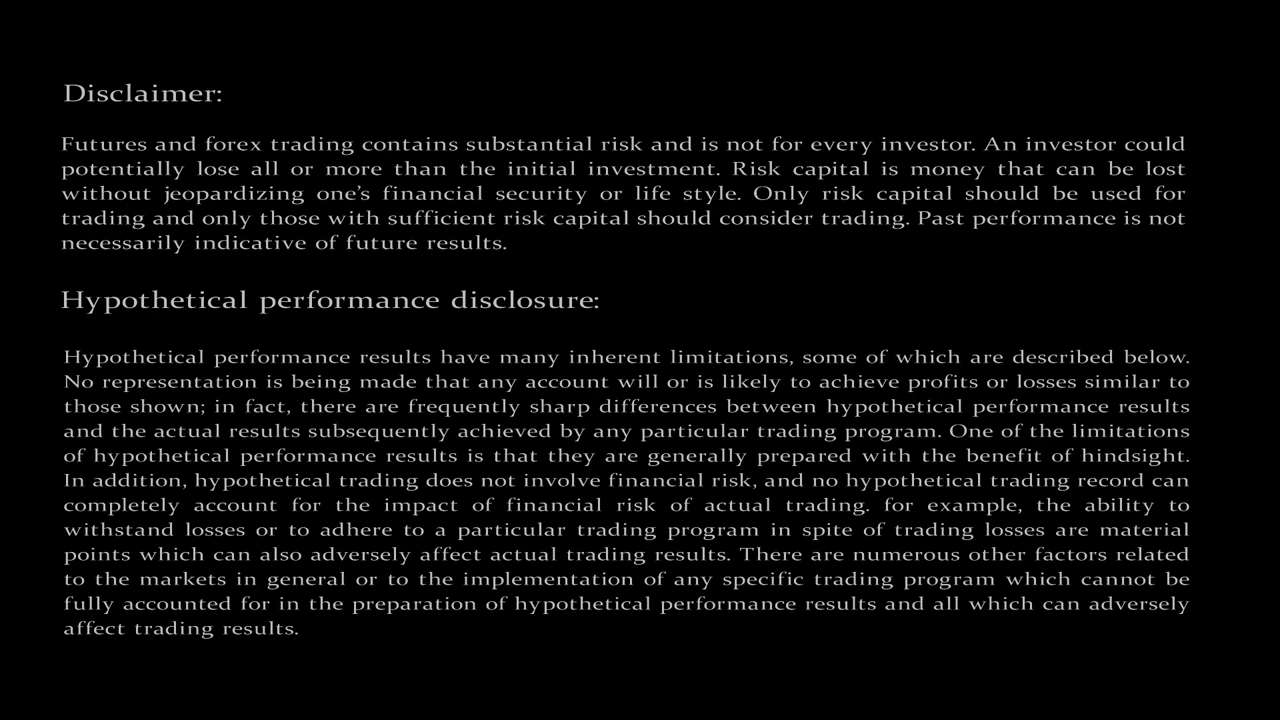 Disclaimer:
Futures and forex trading contains substantial risk and is not for every investor. An investor could
potentially lose all or more than the initial investment. Risk capital is money that can be lost
without jeopardizing one’s financial security or life style. Only risk capital should be used for
trading and only those with sufficient risk capital should consider trading. Past performance is not
necessarily indicative of future results.
Hypothetical performance disclosure:
Hypothetical performance results have many inherent limitations, some of which are described below.
No representation is being made that any account will or is likely to achieve profits or losses similar to
those shown; in fact, there are frequently sharp differences between hypothetical performance results
and the actual results subsequently achieved by any particular trading program. One of the limitations
of hypothetical performance results is that they are generally prepared with the benefit of hindsight.
In addition, hypothetical trading does not involve financial risk, and no hypothetical trading record can
completely account for the impact of financial risk of actual trading. for example, the ability to
withstand losses or to adhere to a particular trading program in spite of trading losses are material
points which can also adversely affect actual trading results. There are numerous other factors related
to the markets in general or to the implementation of any specific trading program which cannot be
fully accounted for in the preparation of hypothetical performance results and all which can adversely
affect trading results.